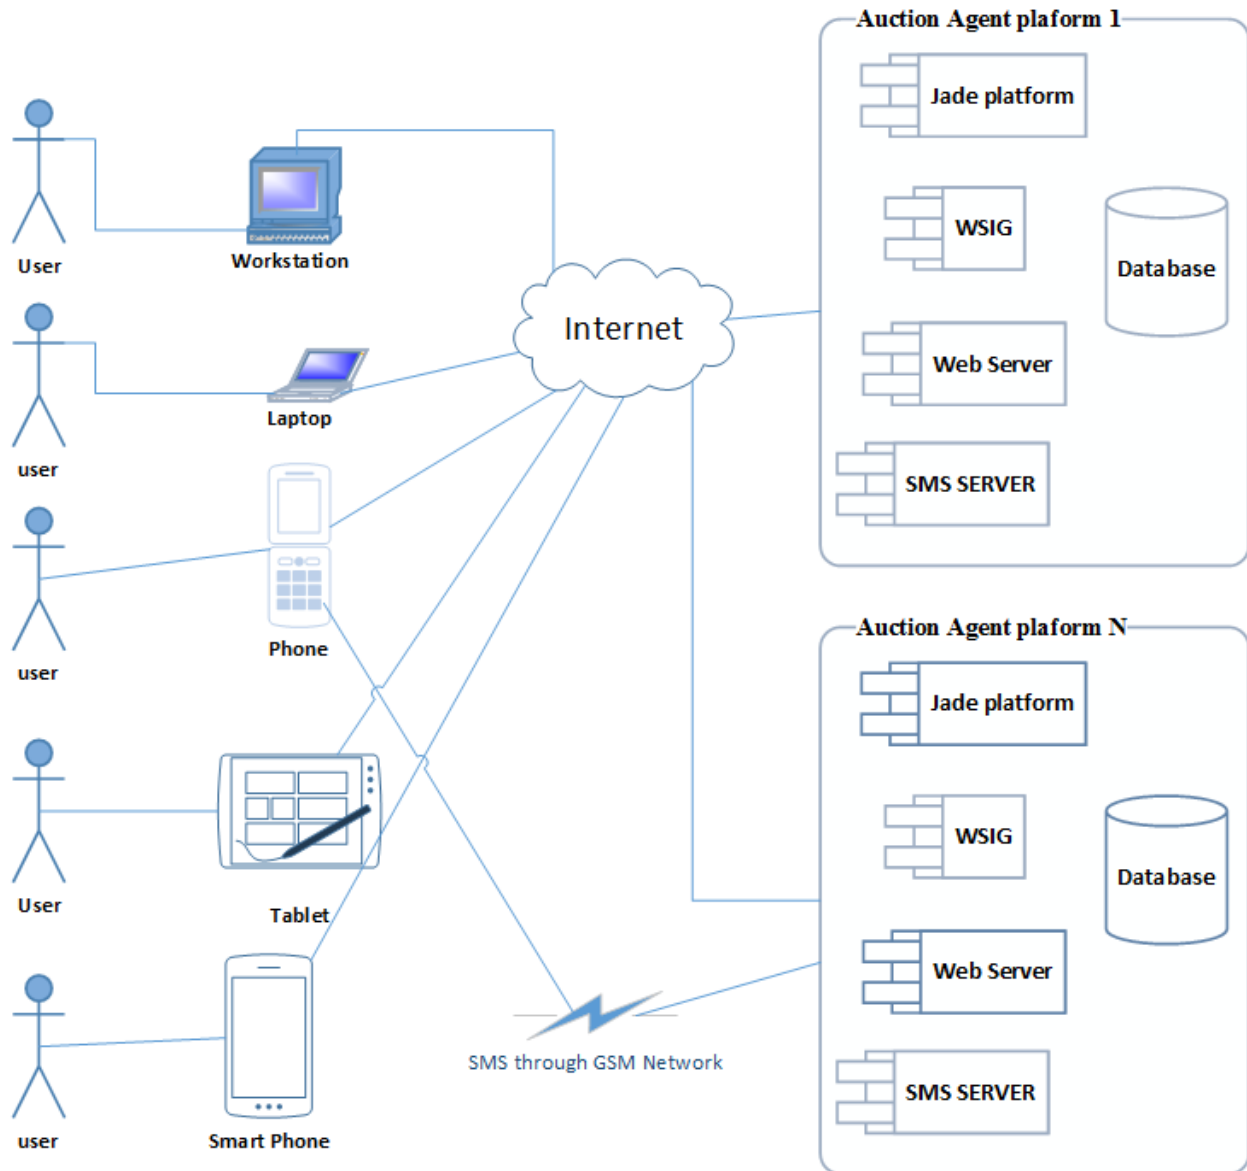 Auction Agent plaform 1
Jade platform
WSIG
Database
Web Server
SMS SERVER
User
Workstation
Internet
user
Laptop
user
Phone
User
Tablet
user
Smart Phone
SMS through GSM Network
Auction Agent plaform N
Jade platform
WSIG
Database
Web Server
SMS SERVER